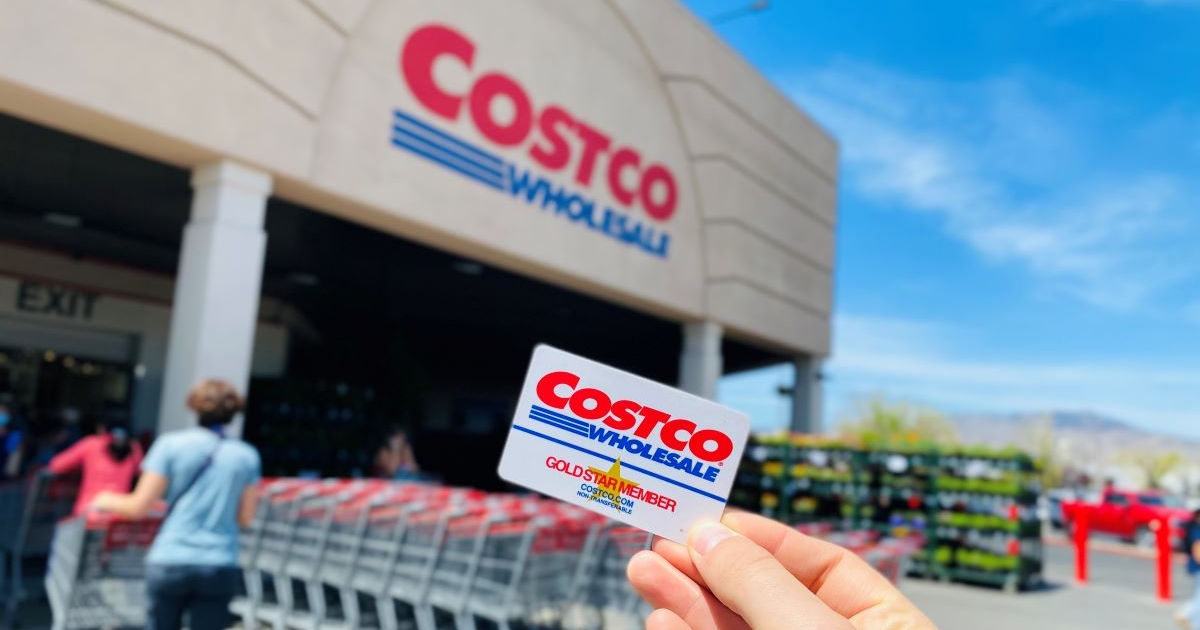 COSTCO
WHOLESALE
EXIT
COSTCO
WHOLESALE
GOLD STAR MEMBER
COSTCO.COM
NON-TRANSFERABLE